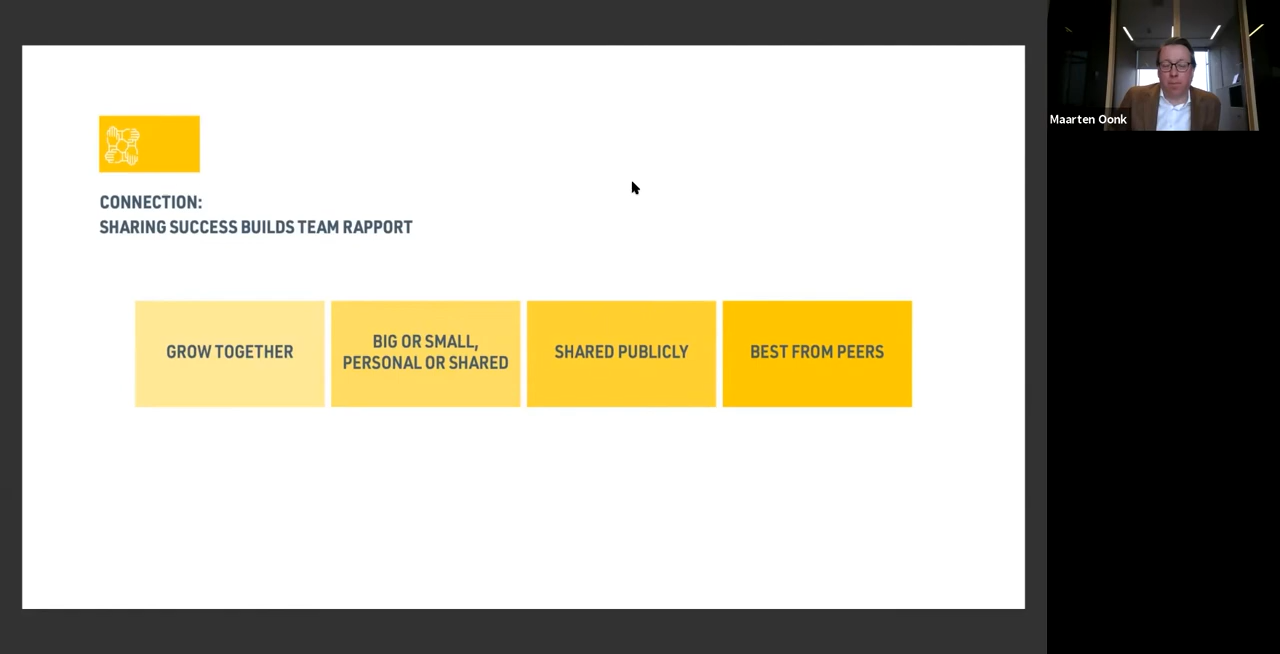 CONNECTION:
SHARING SUCCESS BUILDS TEAM RAPPORT
GROW TOGETHER
BIG OR SMALL,
PERSONAL OR SHARED
SHARED PUBLICLY
BEST FROM PEERS
Maarten Oonk